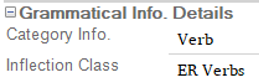 Grammatical Info. Details
Category Info. Verb
Inflection Class ER Verbs